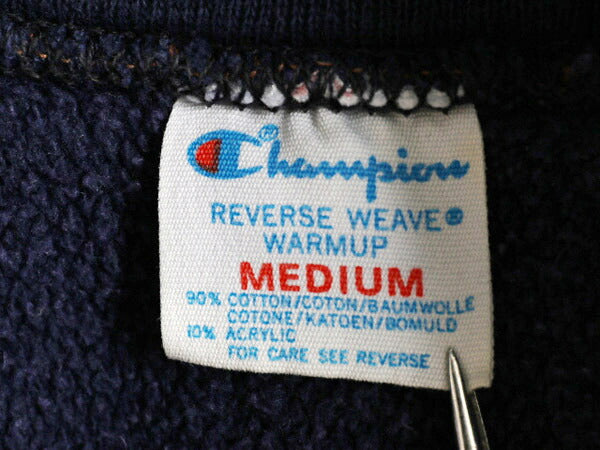 Champion®
REVERSE WEAVE®
WARMUP
MEDIUM
90% COTTON/COTON/BAUMWOLLE
COTONE/KATOEN/BOMULD
10% ACRYLIC
FOR CARE SEE REVERSE